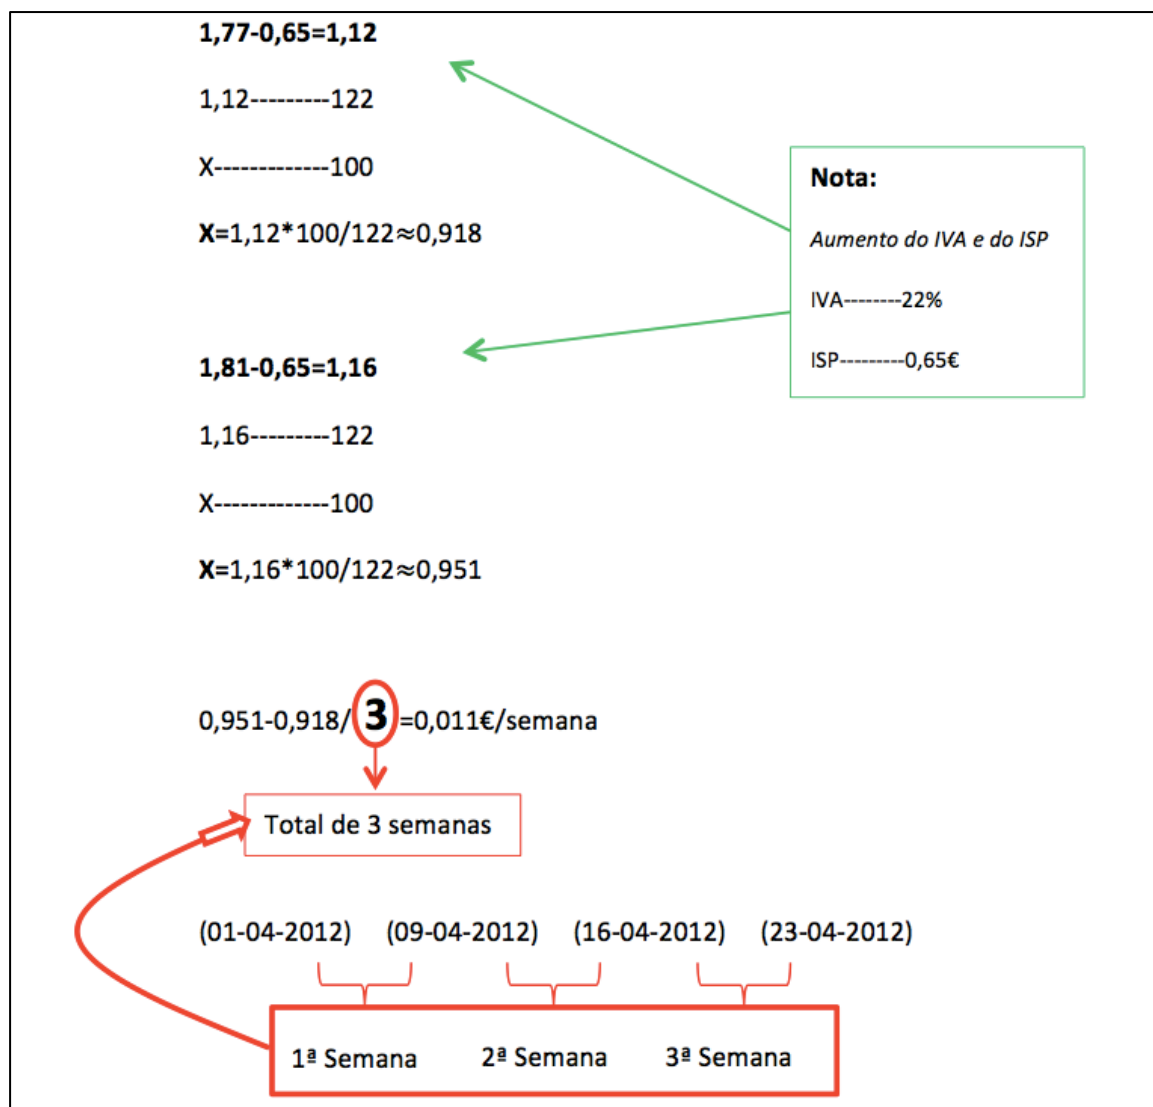 1,77-0,65=1,12
1,12---------122
X-------------100
X=1,12*100/122≈0,918
Nota:
Aumento do IVA e do ISP
IVA--------22%
ISP---------0,65€
1,81-0,65=1,16
1,16---------122
X-------------100
X=1,16*100/122≈0,951
0,951-0,918/3=0,011€/semana
Total de 3 semanas
(01-04-2012) (09-04-2012) (16-04-2012) (23-04-2012)
1ª Semana 2ª Semana 3ª Semana